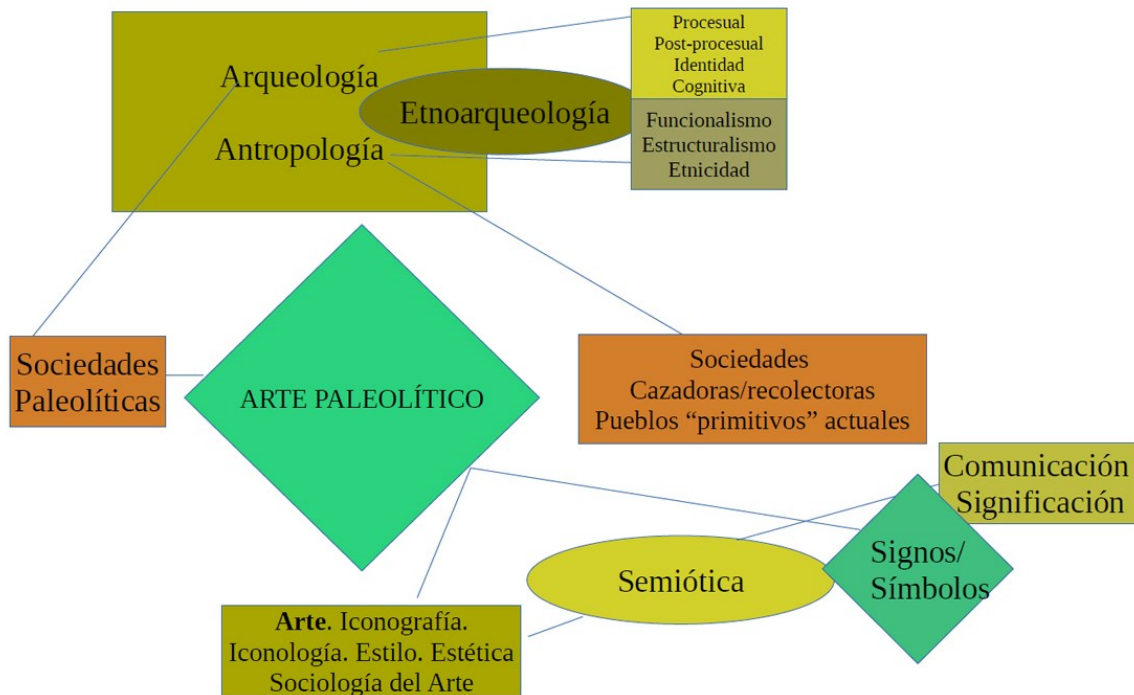 Procesual
Post-procesual
Identidad
Cognitiva
Arqueología
Etnoarqueología
Funcionalismo
Estructuralismo
Etnicidad
Antropología
Sociedades
Paleolíticas
ARTE PALEOLÍTICO
Sociedades
Cazadoras/recolectoras
Pueblos “primitivos” actuales
Comunicación
Significación
Signos/
Símbolos
Semiótica
Arte. Iconografía.
Iconología. Estilo. Estética
Sociología del Arte